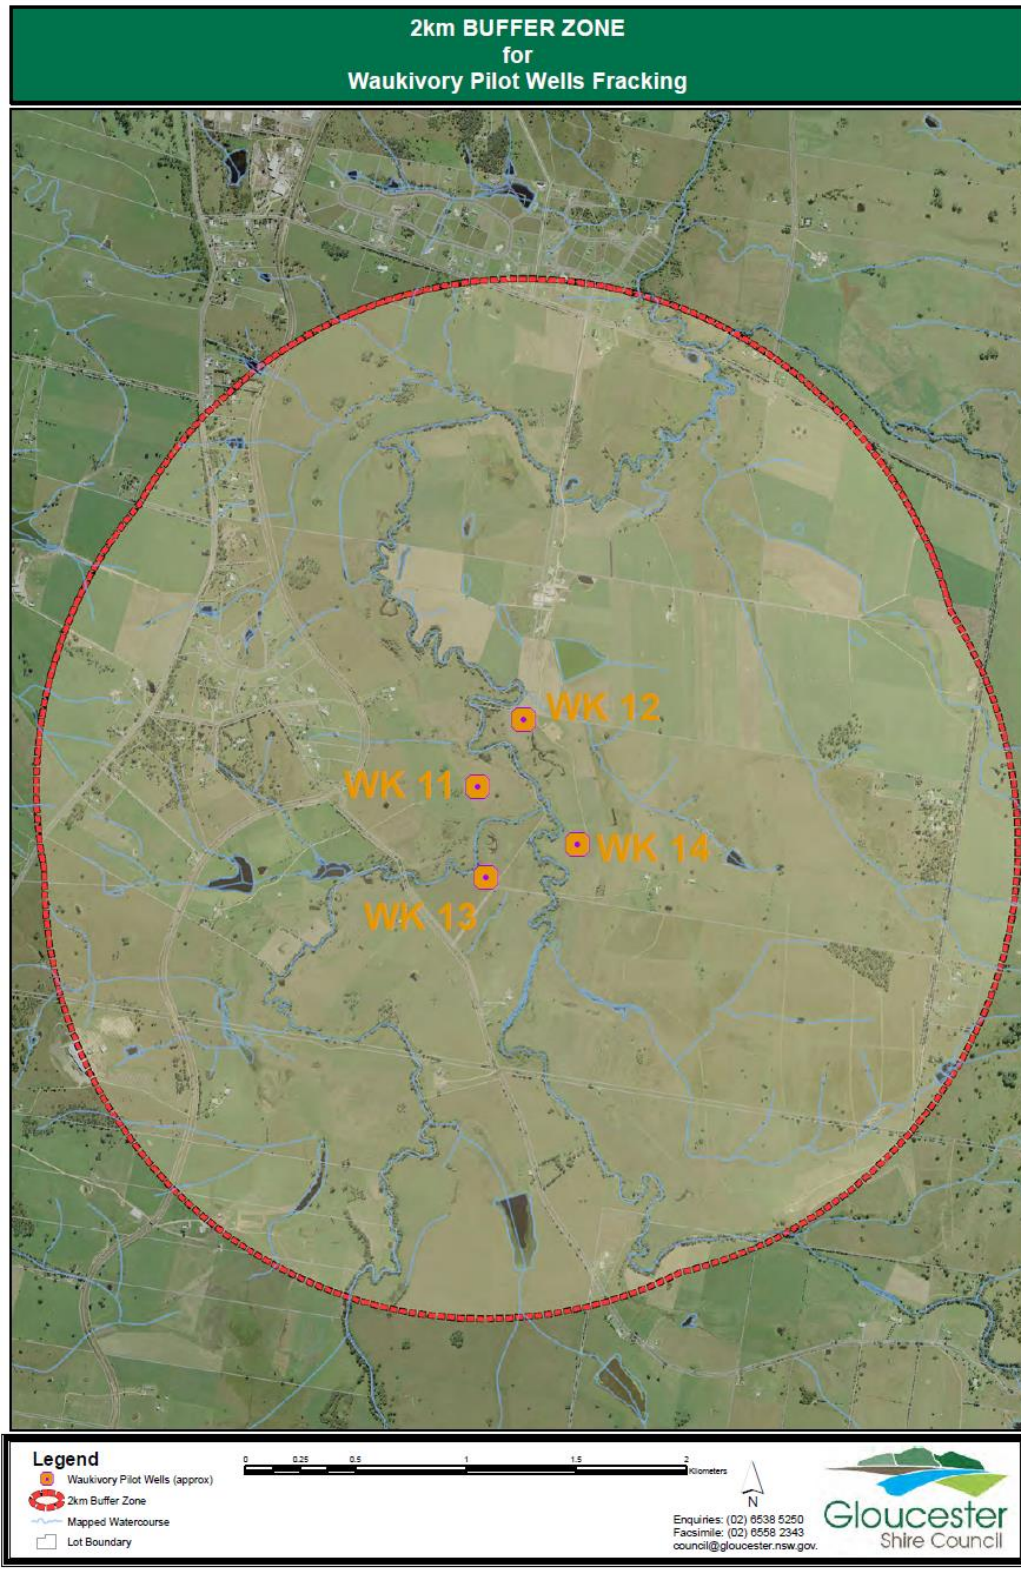 2km BUFFER ZONE
for
Waukivory Pilot Wells Fracking
WK 12
WK 11
WK 14
WK 13
Legend
Waukivory Pilot Wells (approx)
2km Buffer Zone
Mapped Watercourse
Lot Boundary
0 0.25 0.5 1 1.5 2
Kilometers
N
Enquiries: (02) 6538 5250
Facsimile: (02) 6558 2343
council@gloucester.nsw.gov.
Gloucester
Shire Council